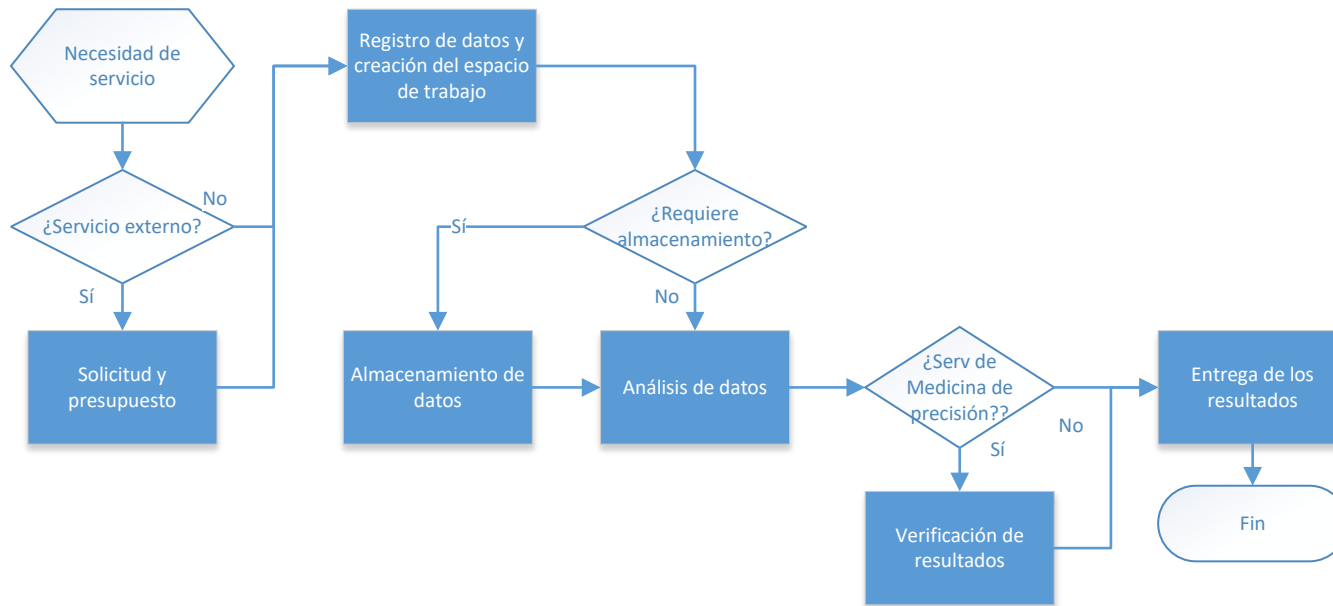 Necesidad de
servicio
¿Servicio externo?
No
Sí
Solicitud y
presupuesto
Registro de datos y
creación del espacio
de trabajo
¿Requiere
almacenamiento?
Sí
No
Almacenamiento de
datos
Análisis de datos
¿Serv de
Medicina de
precisión??
No
Sí
Verificación de
resultados
Entrega de los
resultados
Fin